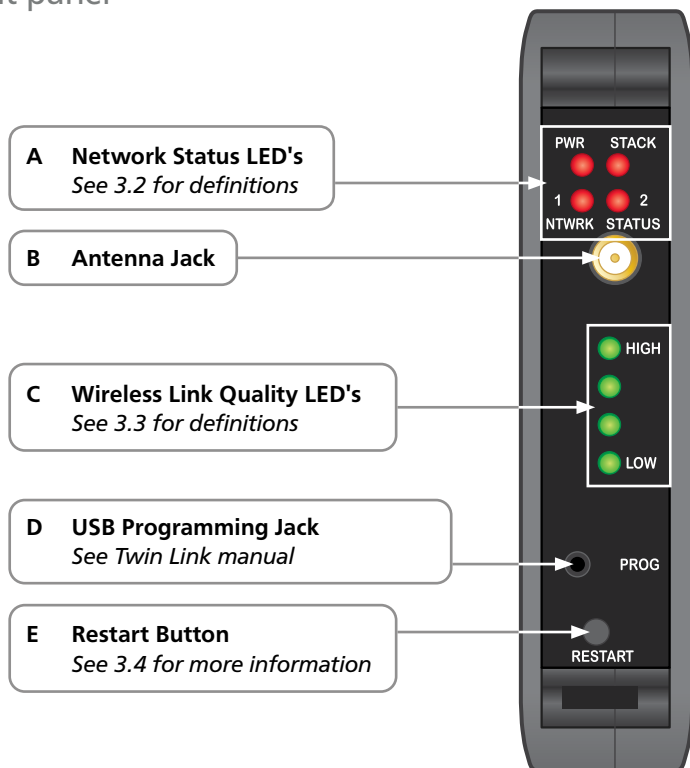 panel
A Network Status LED's
See 3.2 for definitions
B Antenna Jack
C Wireless Link Quality LED's
See 3.3 for definitions
D USB Programming Jack
See Twin Link manual
E Restart Button
See 3.4 for more information
PWR STACK
1 2
NTWRK STATUS
HIGH
LOW
PROG
RESTART